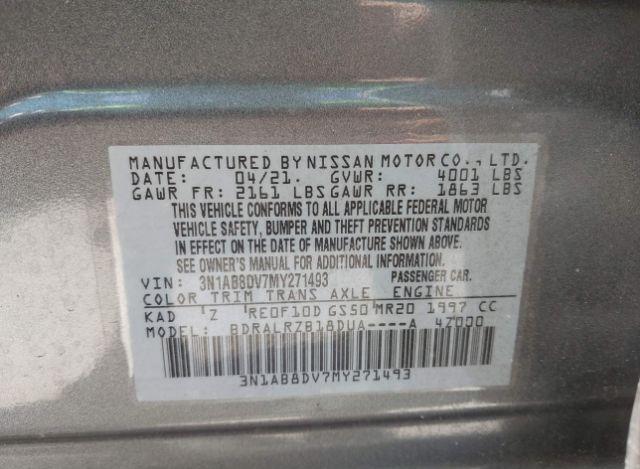 MANUFACTURED BY NISSAN MOTOR CO., LTD.
DATE: 04/21. GVWR: 4001 LBS
GAWR FR: 2161 LBS GAWR RR: 1863 LBS
THIS VEHICLE CONFORMS TO ALL APPLICABLE FEDERAL MOTOR
VEHICLE SAFETY, BUMPER AND THEFT PREVENTION STANDARDS
IN EFFECT ON THE DATE OF MANUFACTURE SHOWN ABOVE.
SEE OWNER'S MANUAL FOR ADDITIONAL INFORMATION
VIN: 3N1AB8DV7MY271493 PASSENGER CAR.
COLOR TRIM TRANS AXLE ENGINE
KAD Z RE0F10D GS50 MR20 1997 CC
MODEL: BDRALRZB18DUA----A 4Z000
3N1AB8DV7MY271493